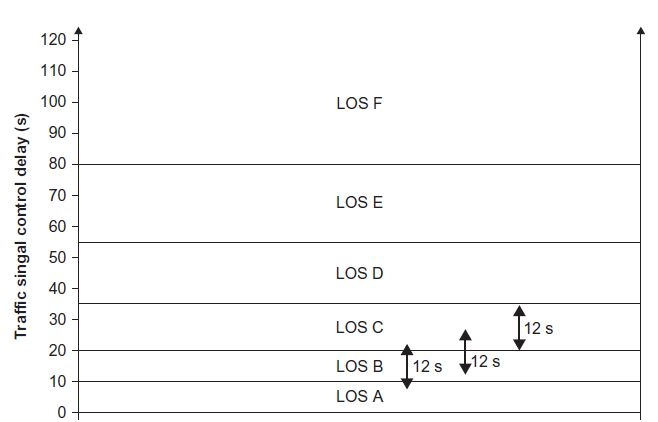 Traffic singal control delay (s)
120
110
100
90
80
70
60
50
40
30
20
10
0
LOS F
LOS E
LOS D
LOS C
12 s
LOS B
12 s
12 s
LOS A